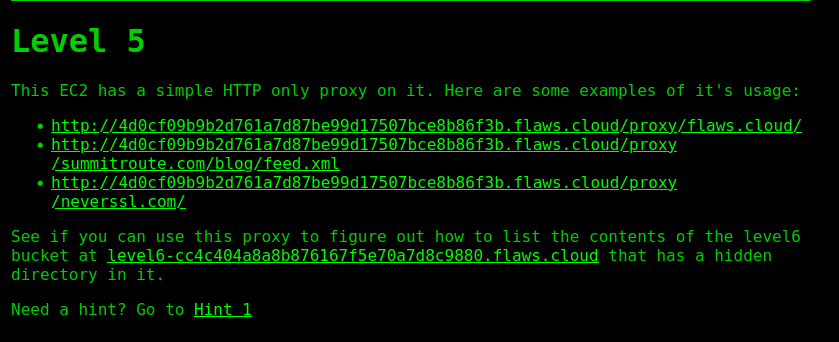 Level 5
This EC2 has a simple HTTP only proxy on it. Here are some examples of it's usage:
http://4d0cf09b9b2d761a7d87be99d17507bce8b86f3b.flaws.cloud/proxy/flaws.cloud/
http://4d0cf09b9b2d761a7d87be99d17507bce8b86f3b.flaws.cloud/proxy
/summitroute.com/blog/feed.xml
http://4d0cf09b9b2d761a7d87be99d17507bce8b86f3b.flaws.cloud/proxy
/neverssl.com/
See if you can use this proxy to figure out how to list the contents of the level6
bucket at level6-cc4c404a8a8b876167f5e70a7d8c9880.flaws.cloud that has a hidden
directory in it.
Need a hint? Go to Hint 1